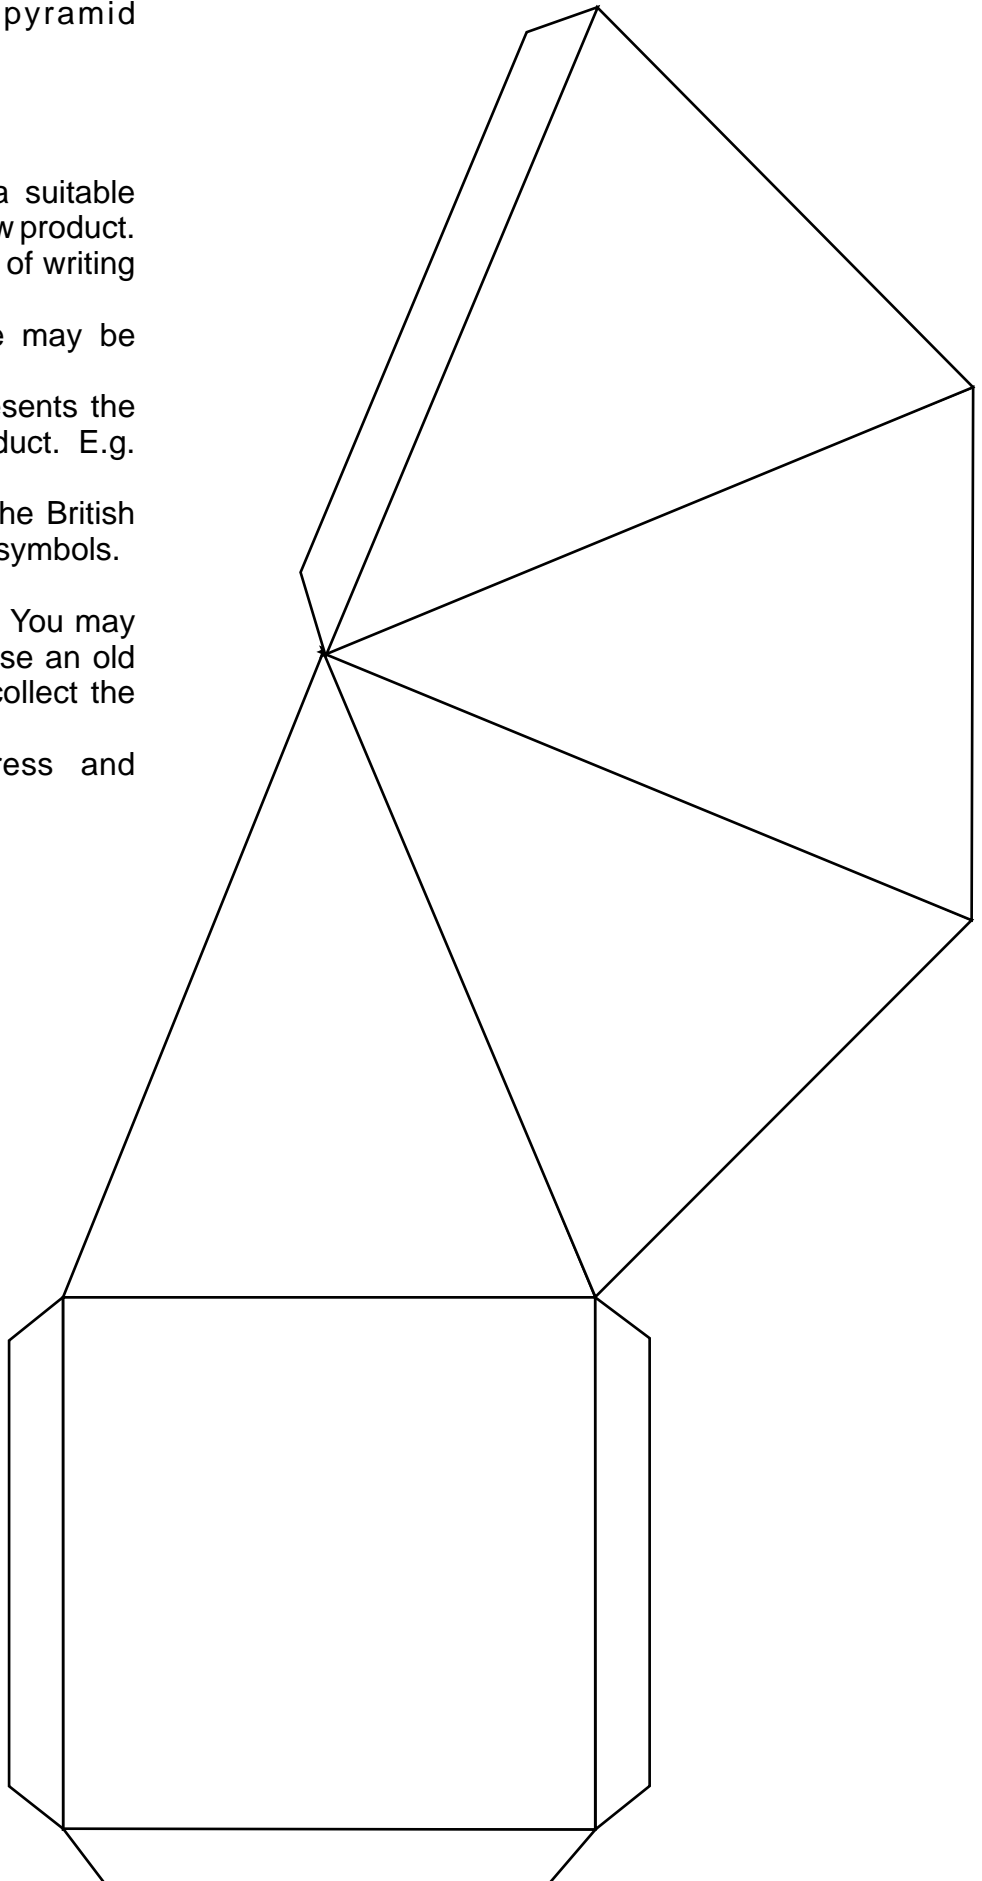 pyramid
a suitable
w product.
of writing
e may be
esents the
duct. E.g.
he British
symbols.
You may
se an old
collect the
ress and